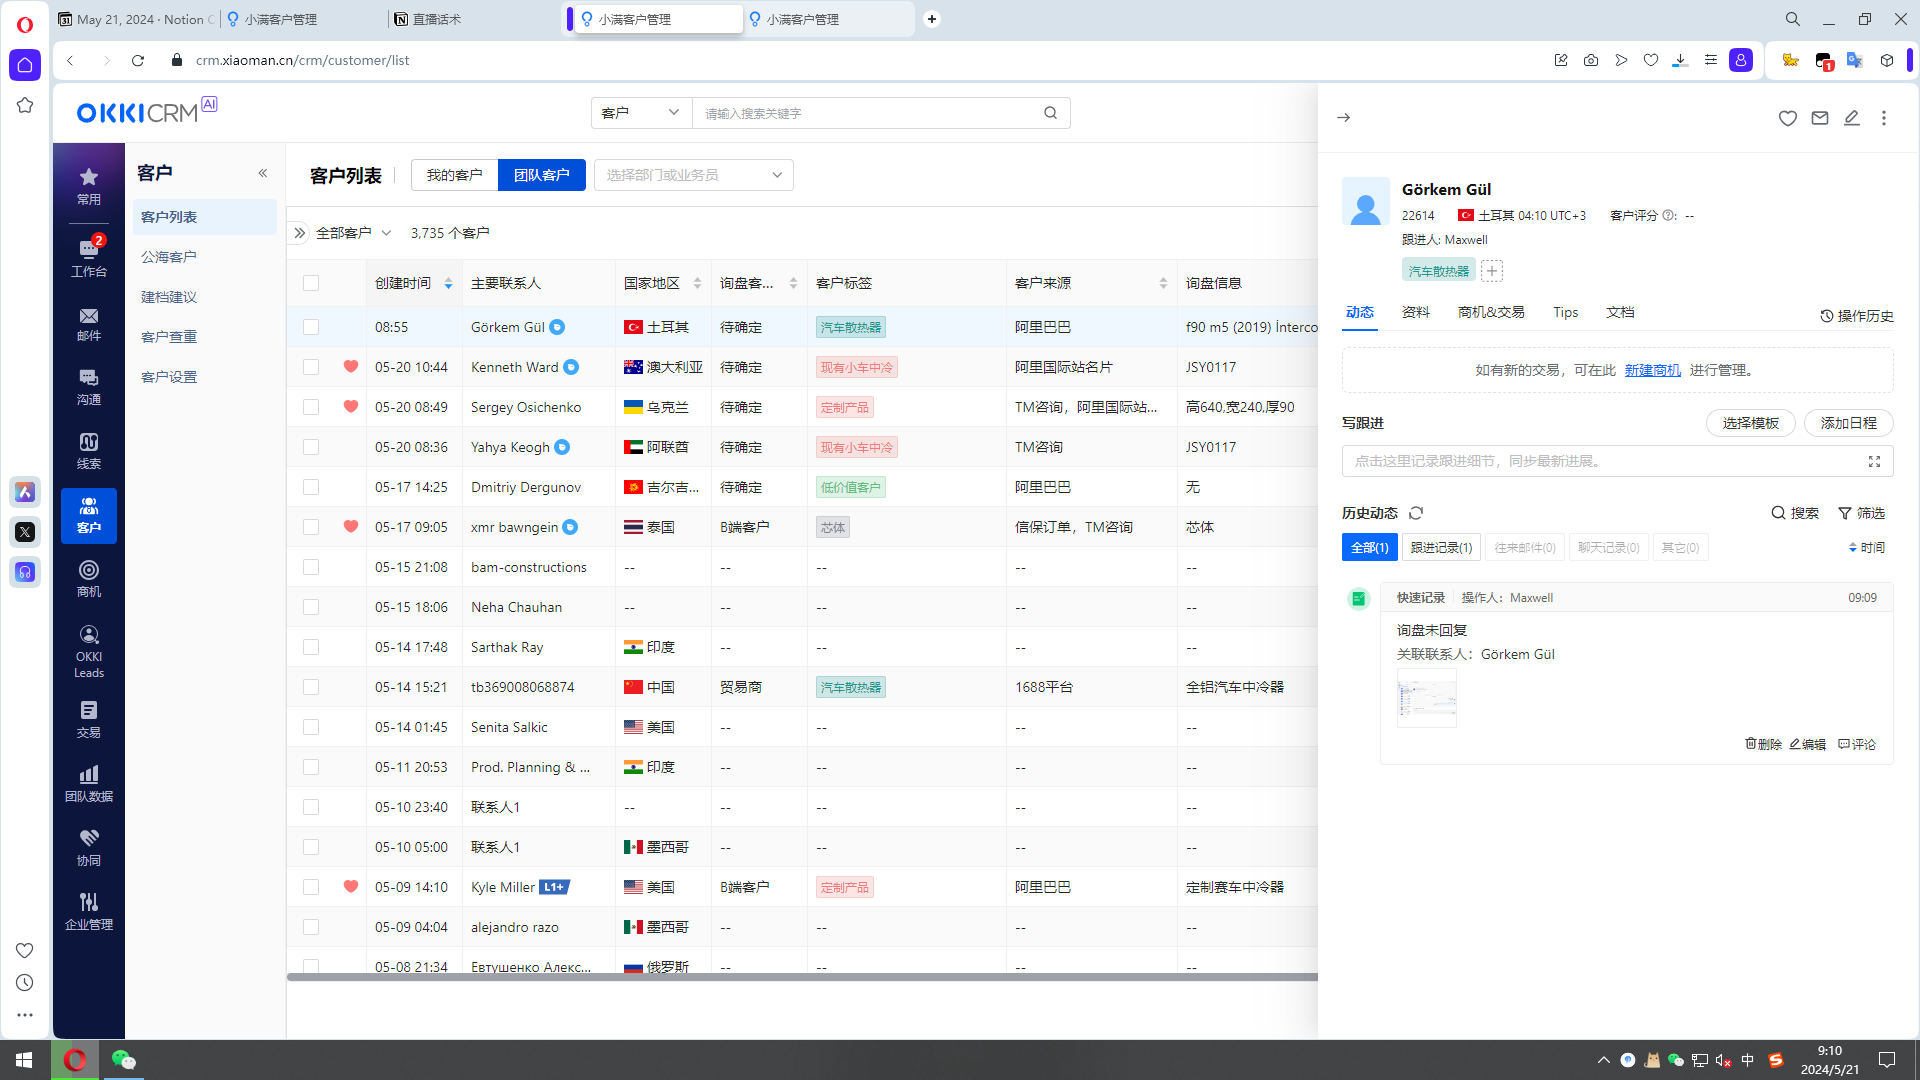 May 21, 2024 · Notion C
小满客户管理
直播话术
小满客户管理
小满客户管理
crm.xiaoman.cn/crm/customer/list
1
OKKICRM AI
客户
请输入搜索关键字
常用
2
工作台
邮件
沟通
线索
客户
商机
OKKI
Leads
交易
团队数据
协同
企业管理
客户
客户列表
公海客户
建档建议
客户查重
客户设置
客户列表
我的客户 团队客户 选择部门或业务员
全部客户 3,735 个客户
创建时间 主要联系人 国家地区 询盘客... 客户标签 客户来源 询盘信息
08:55 Görkem Gül 土耳其 待确定 汽车散热器 阿里巴巴 f90 m5 (2019) İnterco
05-20 10:44 Kenneth Ward 澳大利亚 待确定 现有小车中冷 阿里国际站名片 JSY0117
05-20 08:49 Sergey Osichenko 乌克兰 待确定 定制产品 TM咨询，阿里国际站... 高640,宽240,厚90
05-20 08:36 Yahya Keogh 阿联酋 待确定 现有小车中冷 TM咨询 JSY0117
05-17 14:25 Dmitriy Dergunov 吉尔吉... 待确定 低价值客户 阿里巴巴 无
05-17 09:05 xmr bawngein 泰国 B端客户 芯体 信保订单，TM咨询 芯体
05-15 21:08 bam-constructions -- -- -- -- --
05-15 18:06 Neha Chauhan -- -- -- -- --
05-14 17:48 Sarthak Ray 印度 -- -- -- --
05-14 15:21 tb369008068874 中国 贸易商 汽车散热器 1688平台 全铝汽车中冷器
05-14 01:45 Senita Salkic 美国 -- -- -- --
05-11 20:53 Prod. Planning & ... 印度 -- -- -- --
05-10 23:40 联系人1 -- -- -- -- --
05-10 05:00 联系人1 墨西哥 -- -- -- --
05-09 14:10 Kyle Miller L1+ 美国 B端客户 定制产品 阿里巴巴 定制赛车中冷器
05-09 04:04 alejandro razo 墨西哥 -- -- -- --
05-08 21:34 Евтушенко Алекс... 俄罗斯 -- -- -- --
Görkem Gül
22614 土耳其 04:10 UTC+3 客户评分 ?: --
跟进人: Maxwell
汽车散热器
动态 资料 商机&交易 Tips 文档 操作历史
如有新的交易，可在此 新建商机 进行管理。
写跟进 选择模板 添加日程
点击这里记录跟进细节，同步最新进展。
历史动态 搜索 筛选
全部(1) 跟进记录(1) 往来邮件(0) 聊天记录(0) 其它(0) 时间
快速记录 操作人：Maxwell 09:09
询盘未回复
关联联系人：Görkem Gül
删除 编辑 评论
中
9:10
2024/5/21